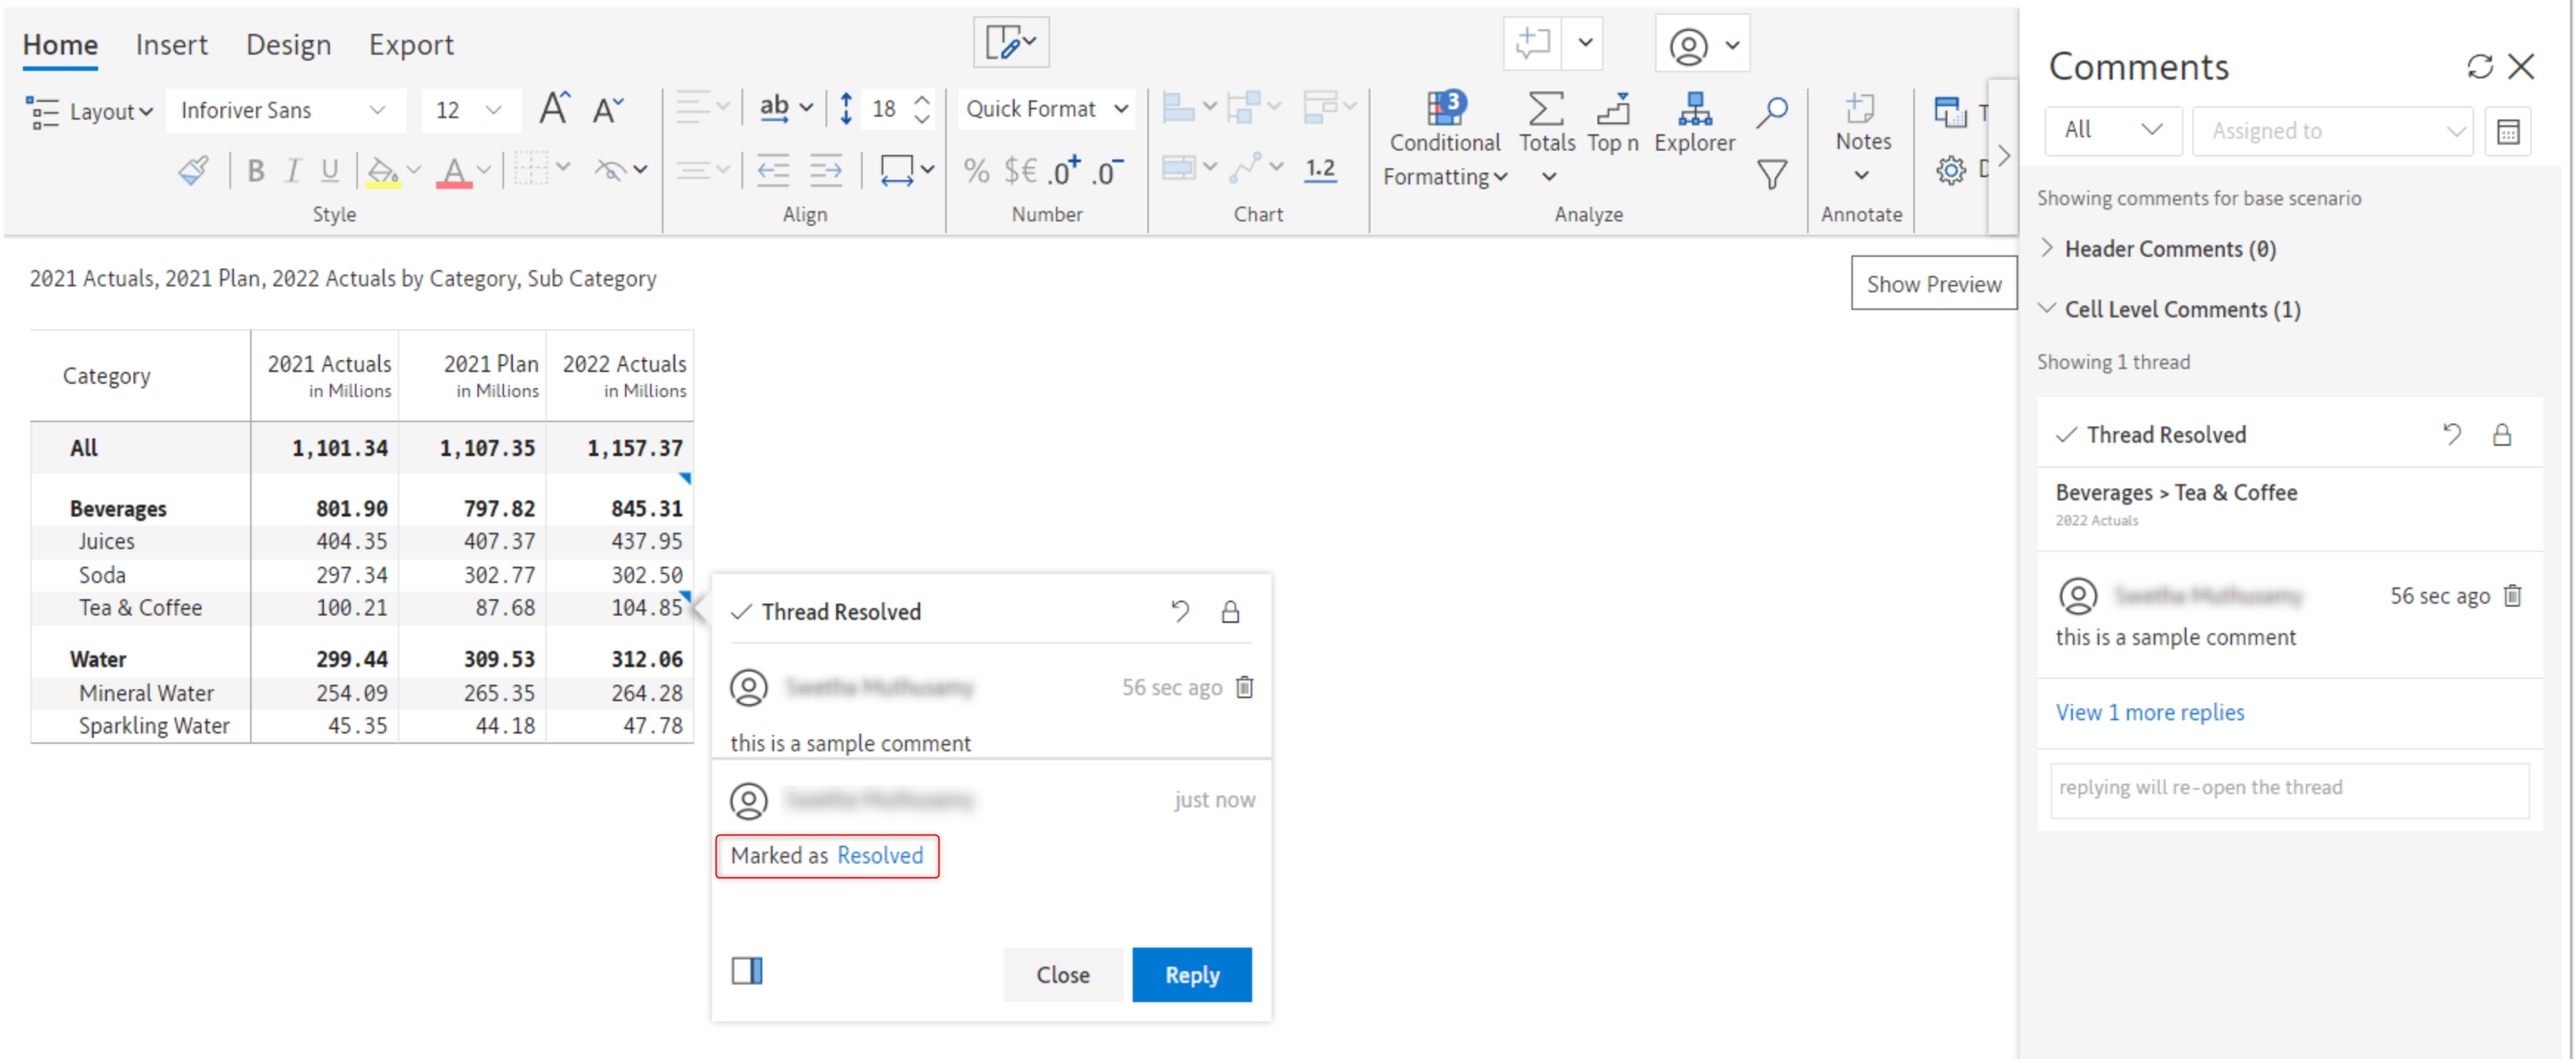 Home Insert Design Export
Layout Inforiver Sans 12 A A ab 18 Quick Format 3 Conditional Formatting Totals Top n Explorer Notes T
B I U A % $€ .0+ .0- 1.2 D
Style Align Number Chart Analyze Annotate
2021 Actuals, 2021 Plan, 2022 Actuals by Category, Sub Category
Show Preview
Category 2021 Actuals 2021 Plan 2022 Actuals
in Millions in Millions in Millions
All 1,101.34 1,107.35 1,157.37
Beverages 801.90 797.82 845.31
Juices 404.35 407.37 437.95
Soda 297.34 302.77 302.50
Tea & Coffee 100.21 87.68 104.85
Water 299.44 309.53 312.06
Mineral Water 254.09 265.35 264.28
Sparkling Water 45.35 44.18 47.78
Thread Resolved
56 sec ago
this is a sample comment
just now
Marked as Resolved
Close Reply
Comments
All Assigned to
Showing comments for base scenario
Header Comments (0)
Cell Level Comments (1)
Showing 1 thread
Thread Resolved
Beverages > Tea & Coffee
2022 Actuals
56 sec ago
this is a sample comment
View 1 more replies
replying will re-open the thread